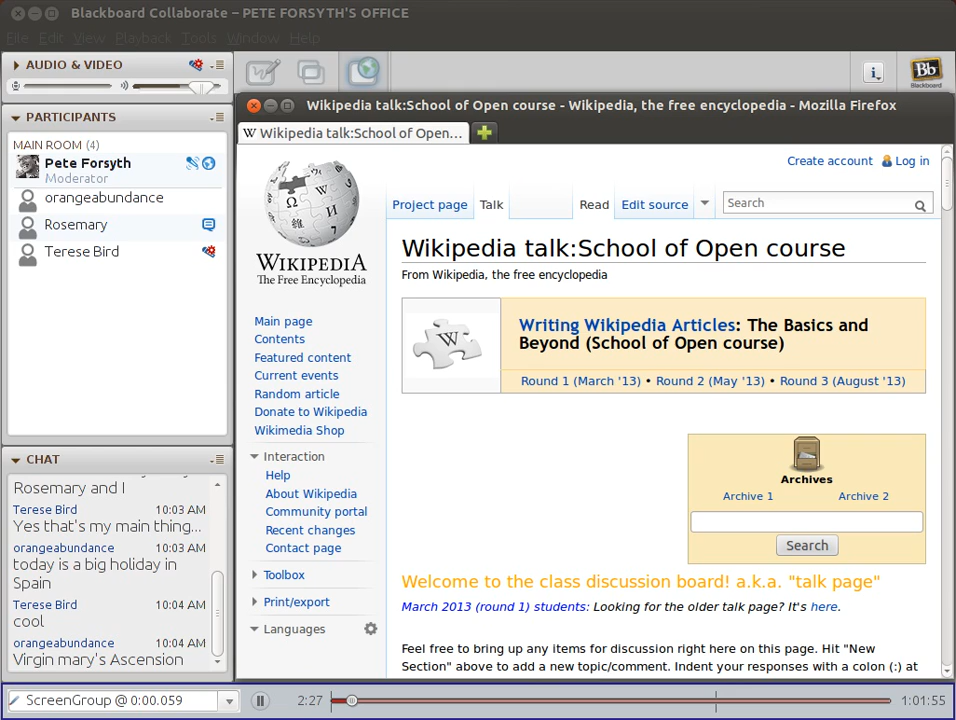 Blackboard Collaborate – PETE FORSYTH'S OFFICE
File Edit View Playback Tools Window Help
AUDIO & VIDEO
PARTICIPANTS
MAIN ROOM (4)
Pete Forsyth
Moderator
orangeabundance
Rosemary
Terese Bird
CHAT
Rosemary and I
Terese Bird 10:03 AM
Yes that's my main thing...
orangeabundance 10:03 AM
today is a big holiday in
Spain
Terese Bird 10:04 AM
cool
orangeabundance 10:04 AM
Virgin mary's Ascension
Bb
Blackboard
Wikipedia talk:School of Open course - Wikipedia, the free encyclopedia - Mozilla Firefox
W Wikipedia talk:School of Open...
Create account Log in
WIKIPEDIA
The Free Encyclopedia
Project page Talk Read Edit source Search
Main page
Contents
Featured content
Current events
Random article
Donate to Wikipedia
Wikimedia Shop
Interaction
Help
About Wikipedia
Community portal
Recent changes
Contact page
Toolbox
Print/export
Languages
Wikipedia talk:School of Open course
From Wikipedia, the free encyclopedia
W
Writing Wikipedia Articles: The Basics and
Beyond (School of Open course)
Round 1 (March '13) • Round 2 (May '13) • Round 3 (August '13)
Archives
Archive 1 Archive 2
Search
Welcome to the class discussion board! a.k.a. "talk page"
March 2013 (round 1) students: Looking for the older talk page? It's here.
Feel free to bring up any items for discussion right here on this page. Hit "New
Section" above to add a new topic/comment. Indent your responses with a colon (:) at
ScreenGroup @ 0:00.059
2:27
1:01:55